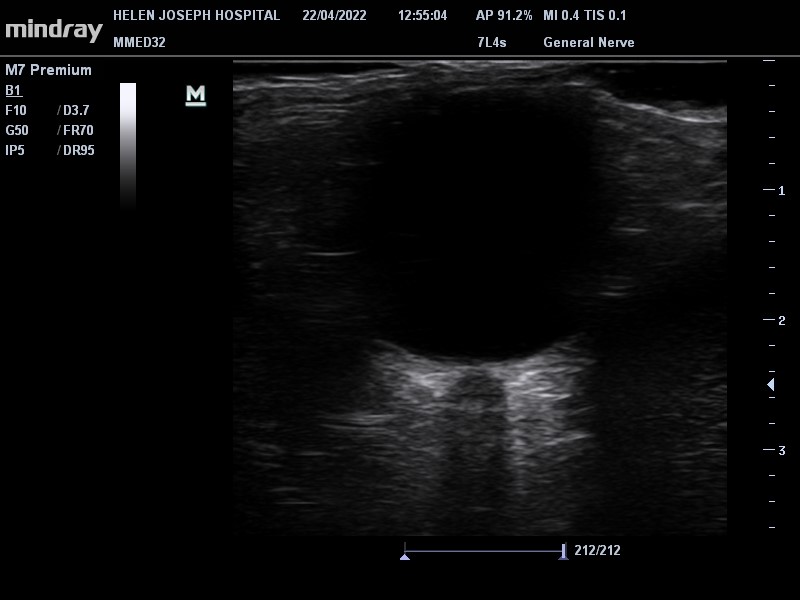 mindray HELEN JOSEPH HOSPITAL 22/04/2022 12:55:04 AP 91.2% MI 0.4 TIS 0.1
MMED32 7L4s General Nerve
M7 Premium
B1
F10 / D3.7
G50 / FR70
IP5 / DR95
M
1
2
3
212/212